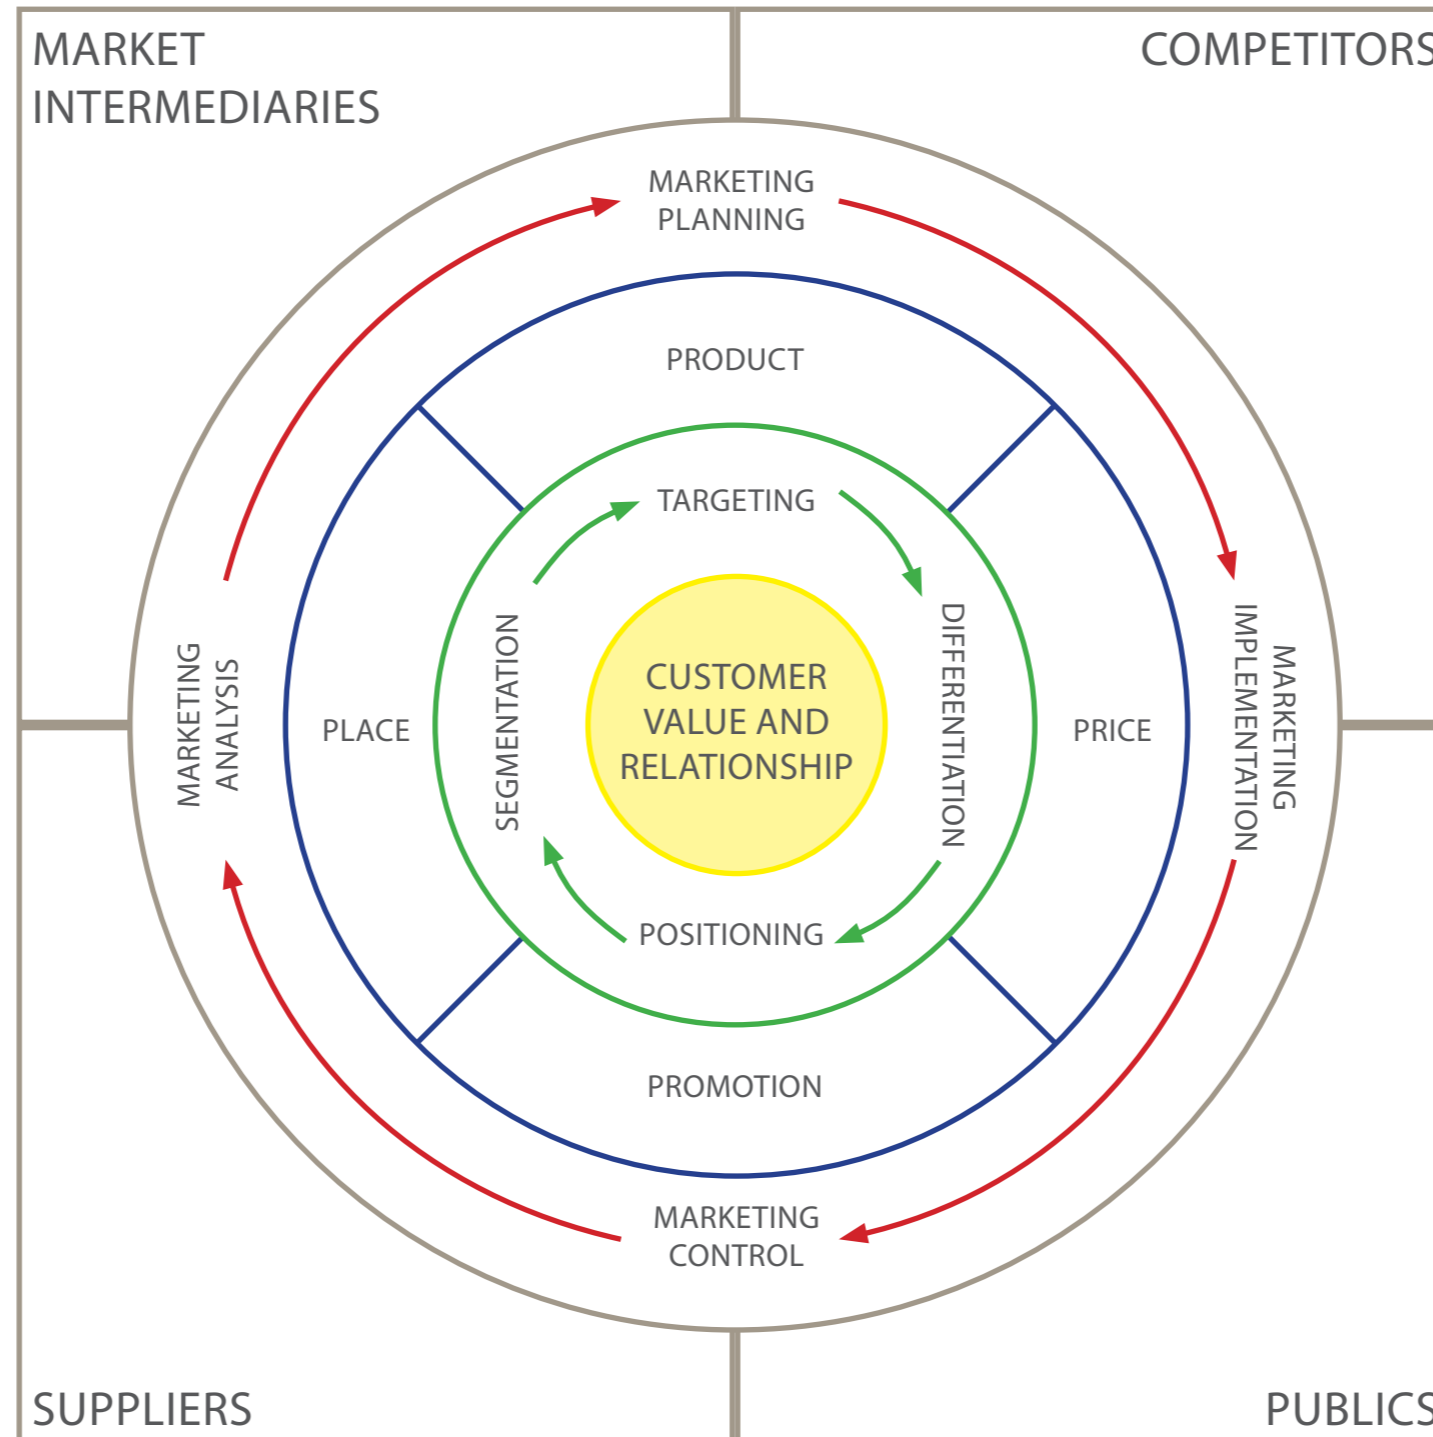 MARKET
INTERMEDIARIES
COMPETITORS
MARKETING
PLANNING
PRODUCT
TARGETING
MARKETING
ANALYSIS
PLACE
SEGMENTATION
CUSTOMER
VALUE AND
RELATIONSHIP
DIFFERENTIATION
PRICE
MARKETING
IMPLEMENTATION
POSITIONING
PROMOTION
MARKETING
CONTROL
SUPPLIERS
PUBLICS